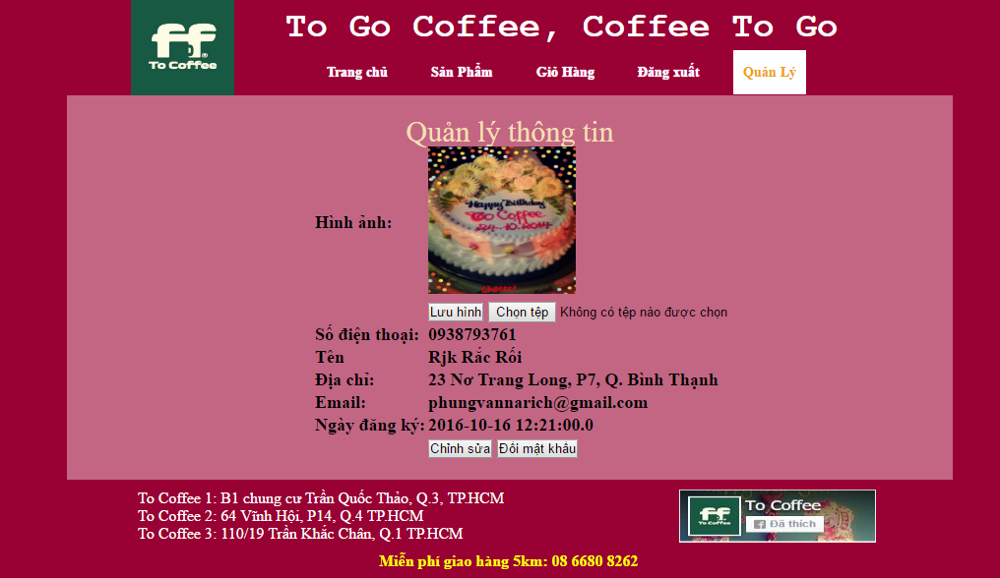 To Go Coffee, Coffee To Go
ff
To Coffee
Trang chủ Sản Phẩm Giỏ Hàng Đăng xuất Quản Lý
Quản lý thông tin
Happy Birthday
To Coffee
24-10-2014
Hình ảnh:
Lưu hình Chọn tệp Không có tệp nào được chọn
Số điện thoại: 0938793761
Tên Rjk Rắc Rối
Địa chỉ: 23 Nơ Trang Long, P7, Q. Bình Thạnh
Email: phungvannarich@gmail.com
Ngày đăng ký: 2016-10-16 12:21:00.0
Chỉnh sửa Đổi mật khẩu
To Coffee 1: B1 chung cư Trần Quốc Thảo, Q.3, TP.HCM
To Coffee 2: 64 Vĩnh Hội, P14, Q.4 TP.HCM
To Coffee 3: 110/19 Trần Khắc Chân, Q.1 TP.HCM
ff
To Coffee
To Coffee
Đã thích
Miễn phí giao hàng 5km: 08 6680 8262